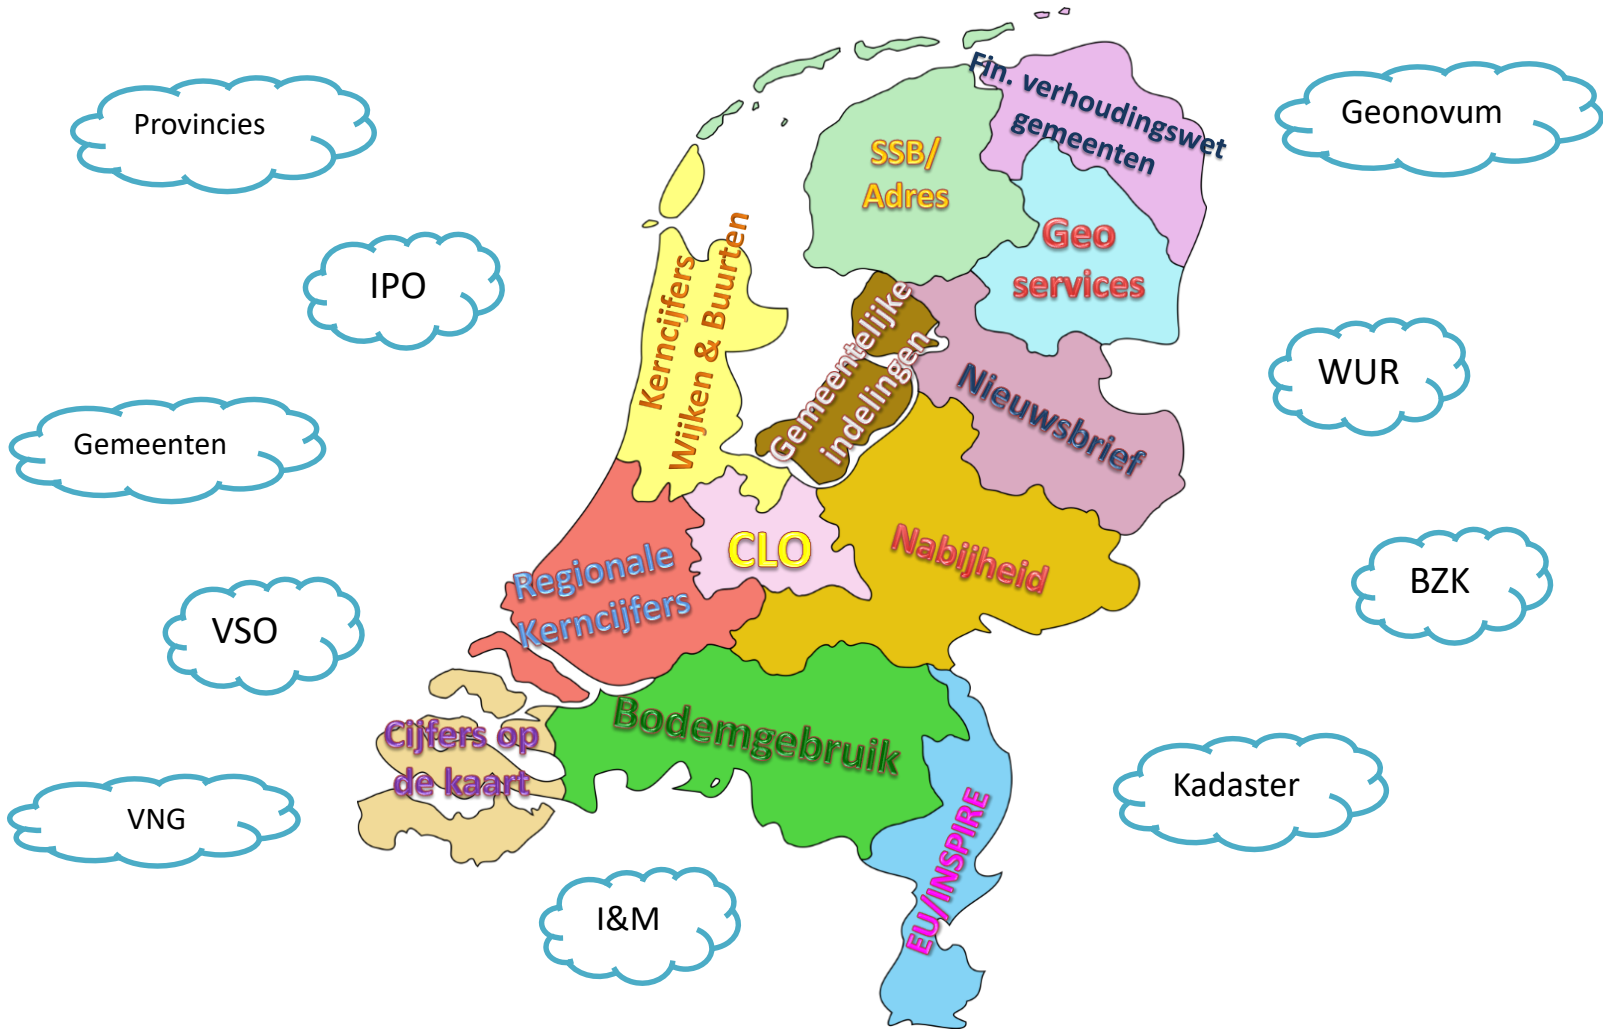 Provincies
Geonovum
Fin. verhoudingswet
gemeenten
SSB/
Adres
Geo
services
IPO
Kerncijfers
Wijken & Buurten
Gemeentelijke
indelingen
WUR
Nieuwsbrief
Gemeenten
CLO
Nabijheid
Regionale
Kerncijfers
BZK
VSO
Bodemgebruik
Cijfers op
de kaart
Kadaster
VNG
EU/INSPIRE
I&M